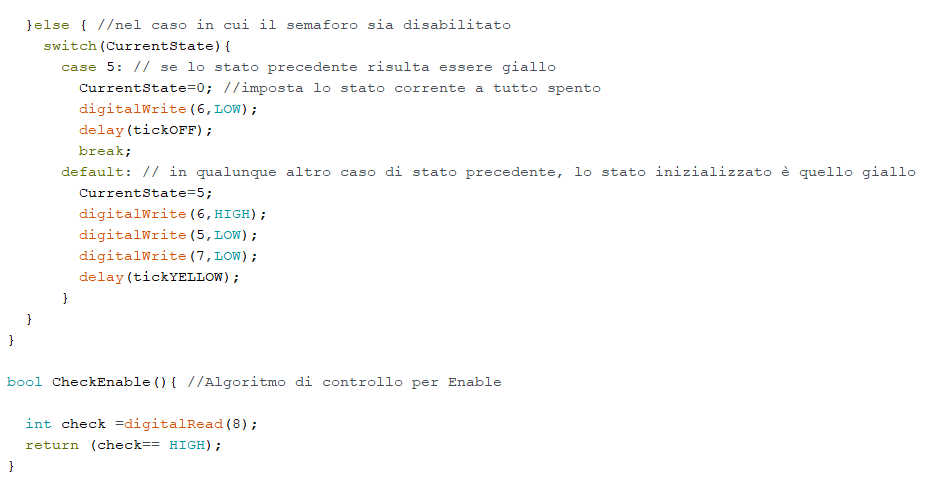 }else { //nel caso in cui il semaforo sia disabilitato
switch(CurrentState){
case 5: // se lo stato precedente risulta essere giallo
CurrentState=0; //imposta lo stato corrente a tutto spento
digitalWrite(6,LOW);
delay(tickOFF);
break;
default: // in qualunque altro caso di stato precedente, lo stato inizializzato è quello giallo
CurrentState=5;
digitalWrite(6,HIGH);
digitalWrite(5,LOW);
digitalWrite(7,LOW);
delay(tickYELLOW);
}
}
}
bool CheckEnable(){ //Algoritmo di controllo per Enable
int check =digitalRead(8);
return (check== HIGH);
}